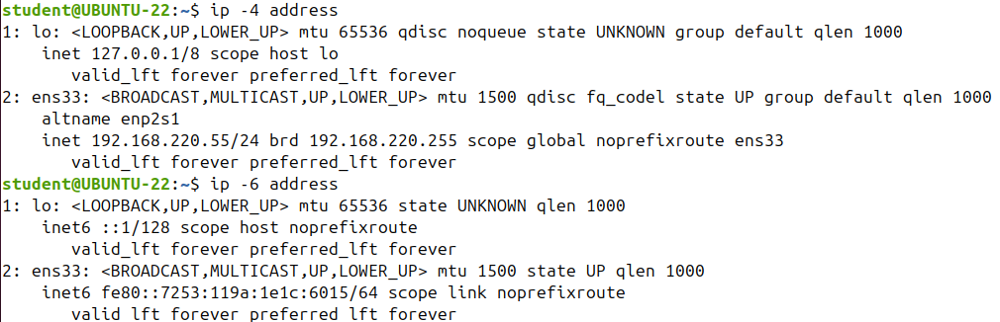 student@UBUNTU-22:~$ ip -4 address
1: lo: <LOOPBACK,UP,LOWER_UP> mtu 65536 qdisc noqueue state UNKNOWN group default qlen 1000
    inet 127.0.0.1/8 scope host lo
       valid_lft forever preferred_lft forever
2: ens33: <BROADCAST,MULTICAST,UP,LOWER_UP> mtu 1500 qdisc fq_codel state UP group default qlen 1000
    altname enp2s1
    inet 192.168.220.55/24 brd 192.168.220.255 scope global noprefixroute ens33
       valid_lft forever preferred_lft forever
student@UBUNTU-22:~$ ip -6 address
1: lo: <LOOPBACK,UP,LOWER_UP> mtu 65536 state UNKNOWN qlen 1000
    inet6 ::1/128 scope host noprefixroute
       valid_lft forever preferred_lft forever
2: ens33: <BROADCAST,MULTICAST,UP,LOWER_UP> mtu 1500 state UP qlen 1000
    inet6 fe80::7253:119a:1e1c:6015/64 scope link noprefixroute
       valid_lft forever preferred_lft forever